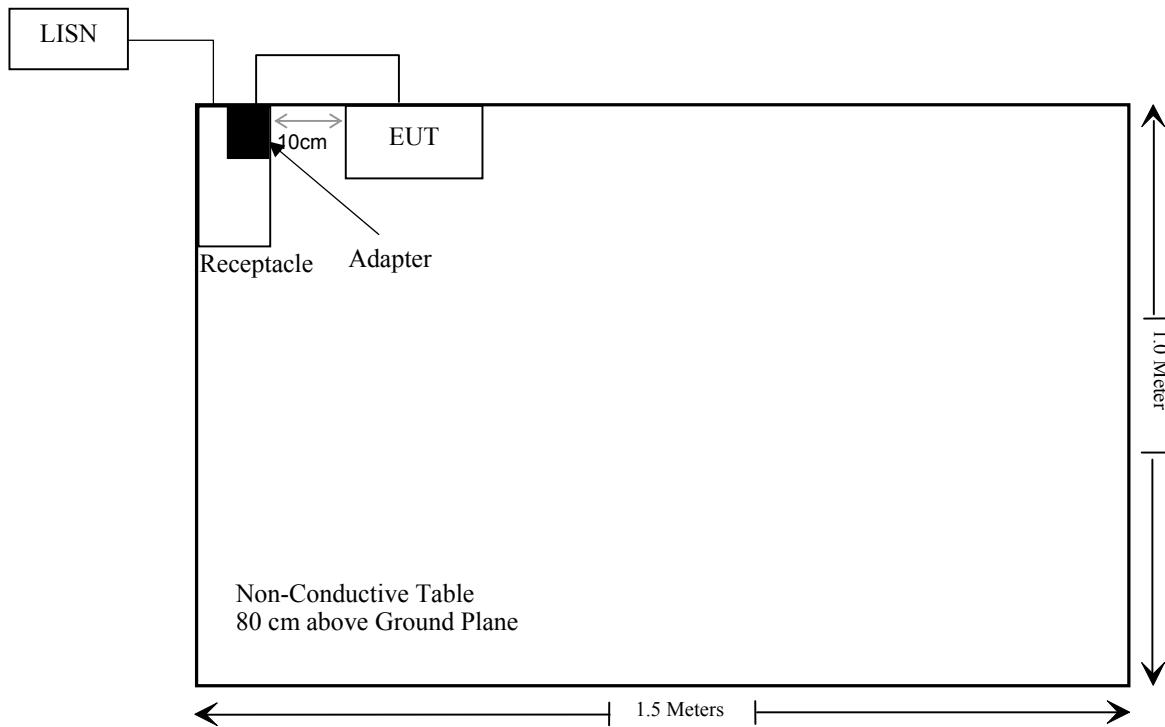 LISN
10cm
EUT
Receptacle
Adapter
1.0 Meter
Non-Conductive Table
80 cm above Ground Plane
1.5 Meters